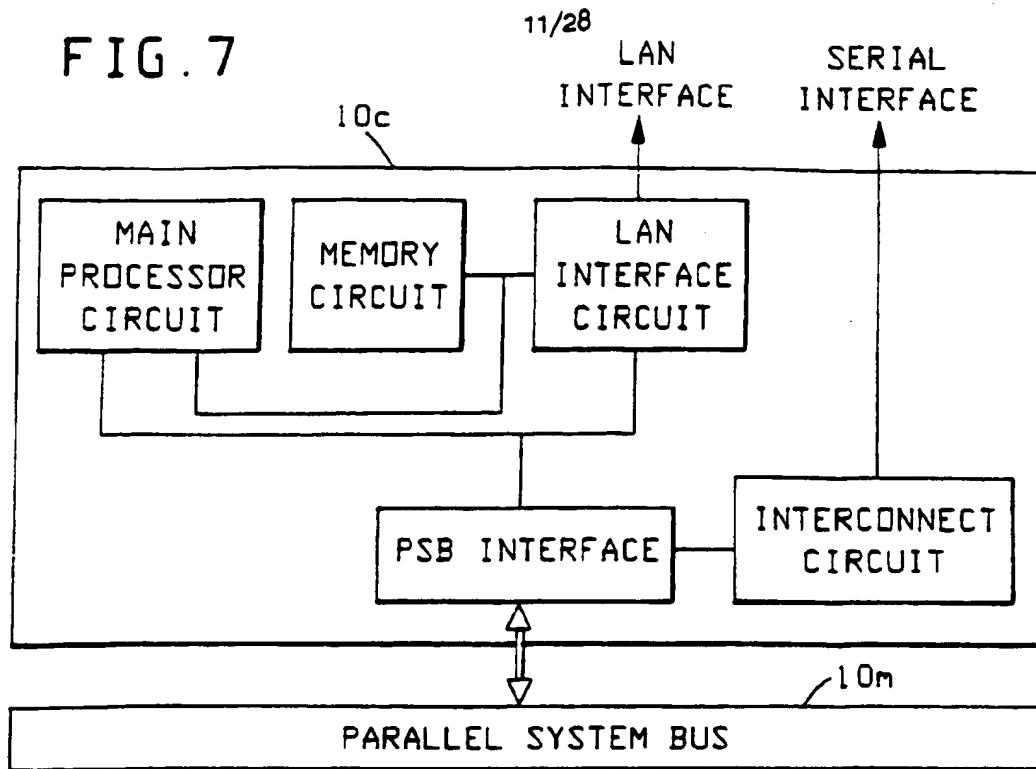 11/28
FIG.7
LAN
INTERFACE
SERIAL
INTERFACE
10c
MAIN
PROCESSOR
CIRCUIT
MEMORY
CIRCUIT
LAN
INTERFACE
CIRCUIT
PSB INTERFACE
INTERCONNECT
CIRCUIT
10m
PARALLEL SYSTEM BUS